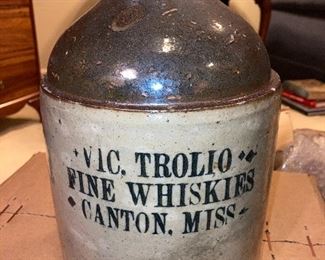 VIC. TROLIO
FINE WHISKIES
CANTON, MISS